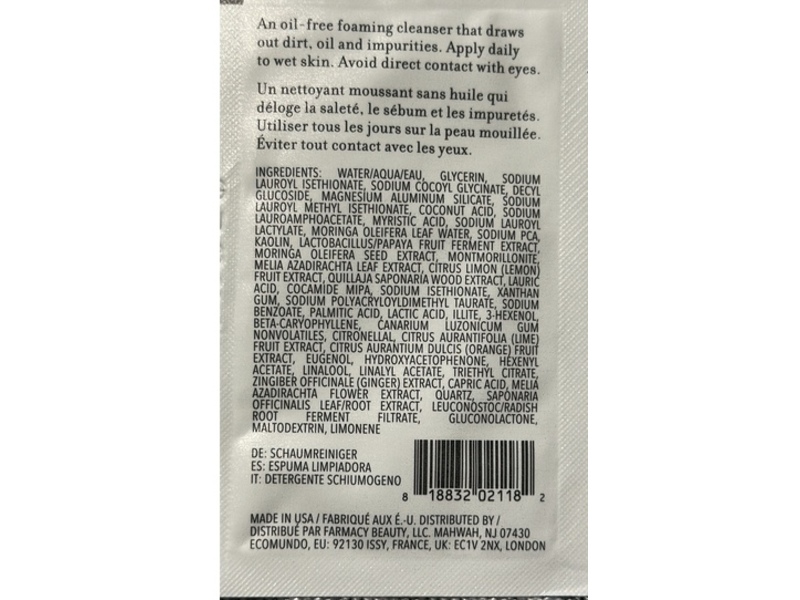 An oil-free foaming cleanser that draws
out dirt, oil and impurities. Apply daily
to wet skin. Avoid direct contact with eyes.
Un nettoyant moussant sans huile qui
déloge la saleté, le sébum et les impuretés.
Utiliser tous les jours sur la peau mouillée.
Éviter tout contact avec les yeux.
INGREDIENTS: WATER/AQUA/EAU, GLYCERIN, SODIUM
LAUROYL ISETHIONATE, SODIUM COCOYL GLYCINATE, DECYL
GLUCOSIDE, MAGNESIUM ALUMINUM SILICATE, SODIUM
LAUROYL METHYL ISETHIONATE, COCONUT ACID, SODIUM
LAUROAMPHOACETATE, MYRISTIC ACID, SODIUM LAUROYL
LACTYLATE, MORINGA OLEIFERA LEAF WATER, SODIUM PCA,
KAOLIN, LACTOBACILLUS/PAPAYA FRUIT FERMENT EXTRACT,
MORINGA OLEIFERA SEED EXTRACT, MONTMORILLONITE,
MELIA AZADIRACHTA LEAF EXTRACT, CITRUS LIMON (LEMON)
FRUIT EXTRACT, QUILLAJA SAPONARIA WOOD EXTRACT, LAURIC
ACID, COCAMIDE MIPA, SODIUM ISETHIONATE, XANTHAN
GUM, SODIUM POLYACRYLOYLDIMETHYL TAURATE, SODIUM
BENZOATE, PALMITIC ACID, LACTIC ACID, ILLITE, 3-HEXENOL,
BETA-CARYOPHYLLENE, CANARIUM LUZONICUM GUM
NONVOLATILES, CITRONELLAL, CITRUS AURANTIFOLIA (LIME)
FRUIT EXTRACT, CITRUS AURANTIUM DULCIS (ORANGE) FRUIT
EXTRACT, EUGENOL, HYDROXYACETOPHENONE, HEXENYL
ACETATE, LINALOOL, LINALYL ACETATE, TRIETHYL CITRATE,
ZINGIBER OFFICINALE (GINGER) EXTRACT, CAPRIC ACID, MELIA
AZADIRACHTA FLOWER EXTRACT, QUARTZ, SAPONARIA
OFFICINALIS LEAF/ROOT EXTRACT, LEUCONOSTOC/RADISH
ROOT FERMENT FILTRATE, GLUCONOLACTONE,
MALTODEXTRIN, LIMONENE
DE: SCHAUMREINIGER
ES: ESPUMA LIMPIADORA
IT: DETERGENTE SCHIUMOGENO
8 18832 02118 2
MADE IN USA / FABRIQUÉ AUX É.-U. DISTRIBUTED BY /
DISTRIBUÉ PAR FARMACY BEAUTY, LLC. MAHWAH, NJ 07430
ECOMUNDO, EU: 92130 ISSY, FRANCE, UK: EC1V 2NX, LONDON